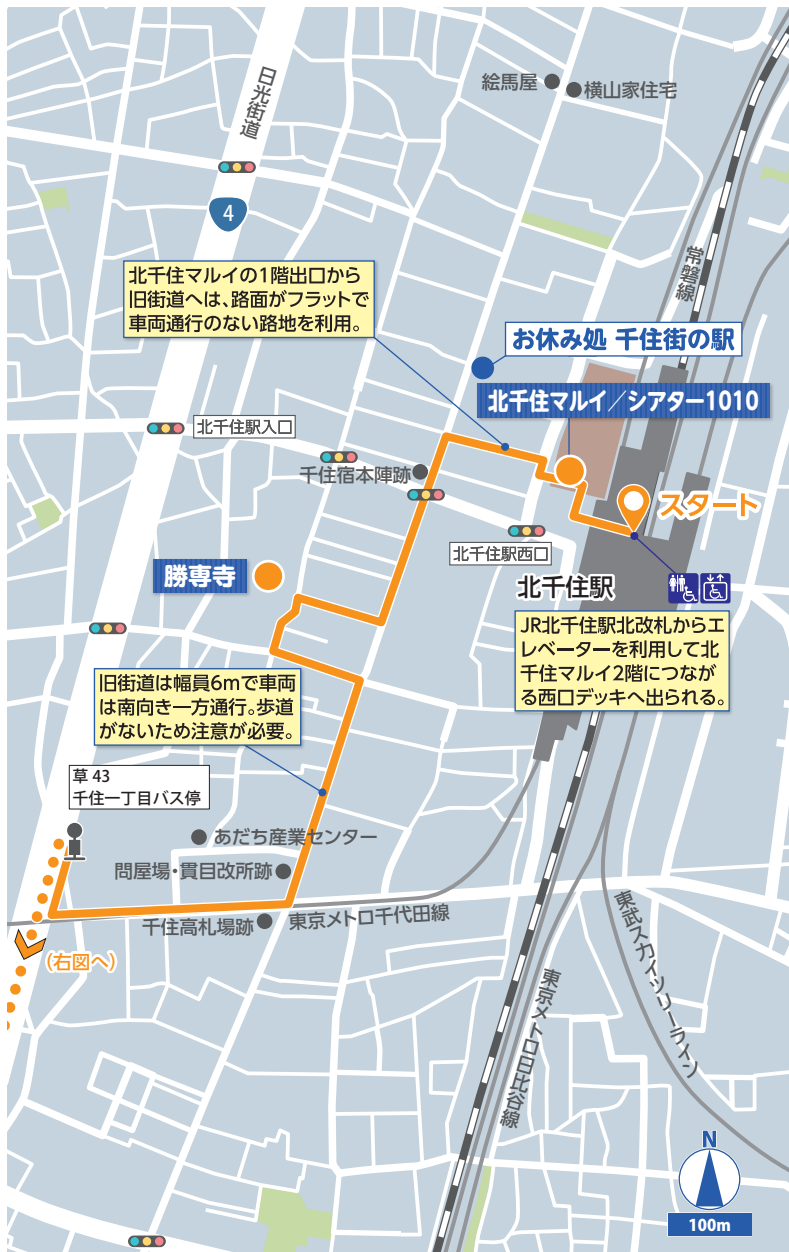 絵馬屋
横山家住宅
日光街道
4
常磐線
北千住マルイの1階出口から
旧街道へは、路面がフラットで
車両通行のない路地を利用。
お休み処 千住街の駅
北千住マルイ／シアター1010
北千住駅入口
千住宿本陣跡
スタート
北千住駅西口
勝専寺
北千住駅
JR北千住駅北改札からエ
レベーターを利用して北
千住マルイ2階につなが
る西口デッキへ出られる。
旧街道は幅員6mで車両
は南向き一方通行。歩道
がないため注意が必要。
草 43
千住一丁目バス停
あだち産業センター
問屋場・貫目改所跡
千住高札場跡
東京メトロ千代田線
(右図へ)
東武スカイツリーライン
東京メトロ日比谷線
N
100m